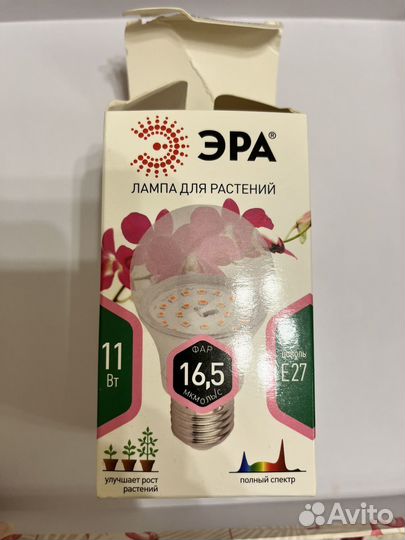 ЭРА®
ЛАМПА ДЛЯ РАСТЕНИЙ
11
Вт
ФАР
16,5
МКМОЛЬ/С
цоколь
E27
улучшает рост
растений
полный спектр
Avito